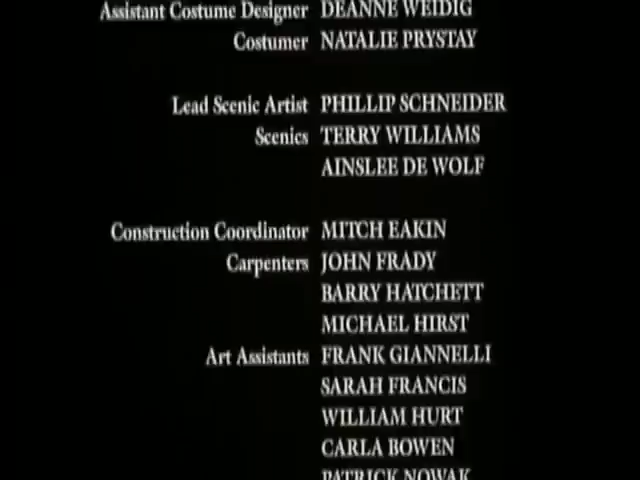 Assistant Costume Designer DEANNE WEIDIG
Costumer NATALIE PRYSTAY
Lead Scenic Artist PHILLIP SCHNEIDER
Scenics TERRY WILLIAMS
AINSLEE DE WOLF
Construction Coordinator MITCH EAKIN
Carpenters JOHN FRADY
BARRY HATCHETT
MICHAEL HIRST
Art Assistants FRANK GIANNELLI
SARAH FRANCIS
WILLIAM HURT
CARLA BOWEN
PATRICK NOWAK